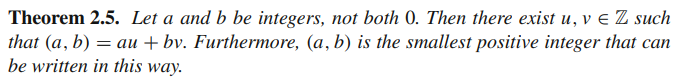 Theorem 2.5. Let a and b be integers, not both 0. Then there exist u, v ∈ ℤ such
that (a, b) = au + bv. Furthermore, (a, b) is the smallest positive integer that can
be written in this way.